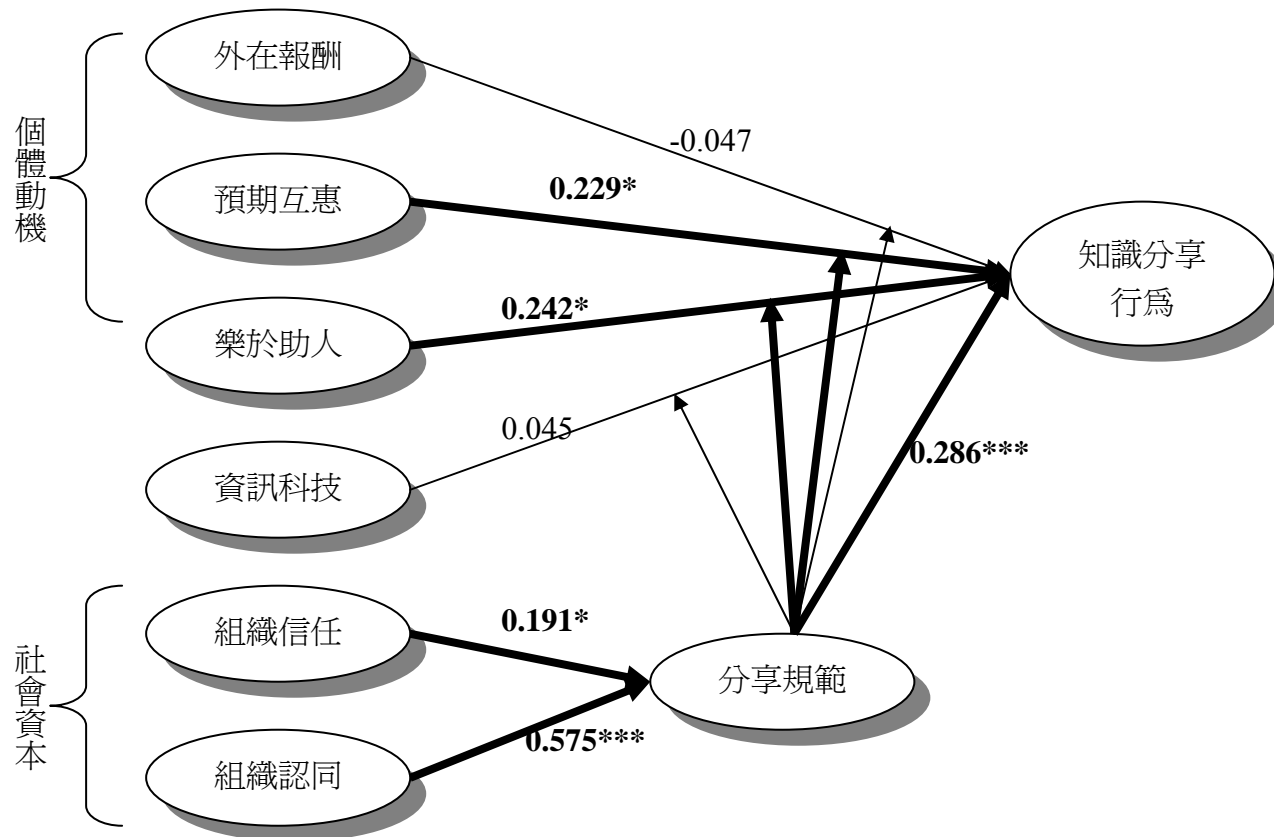 個體動機
外在報酬
-0.047
預期互惠
0.229*
知識分享
行為
樂於助人
0.242*
資訊科技
0.045
0.286***
社會資本
組織信任
0.191*
分享規範
組織認同
0.575***